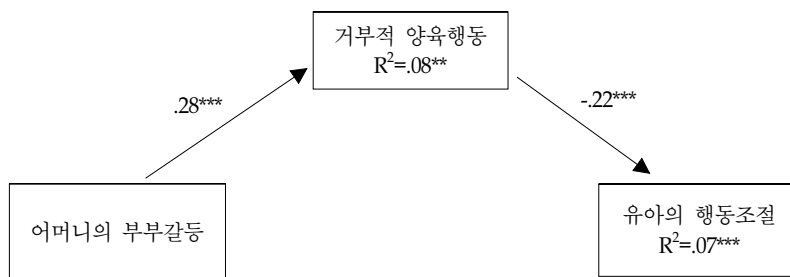 거부적 양육행동
R²=.08**
.28***
-.22***
어머니의 부부갈등
유아의 행동조절
R²=.07***